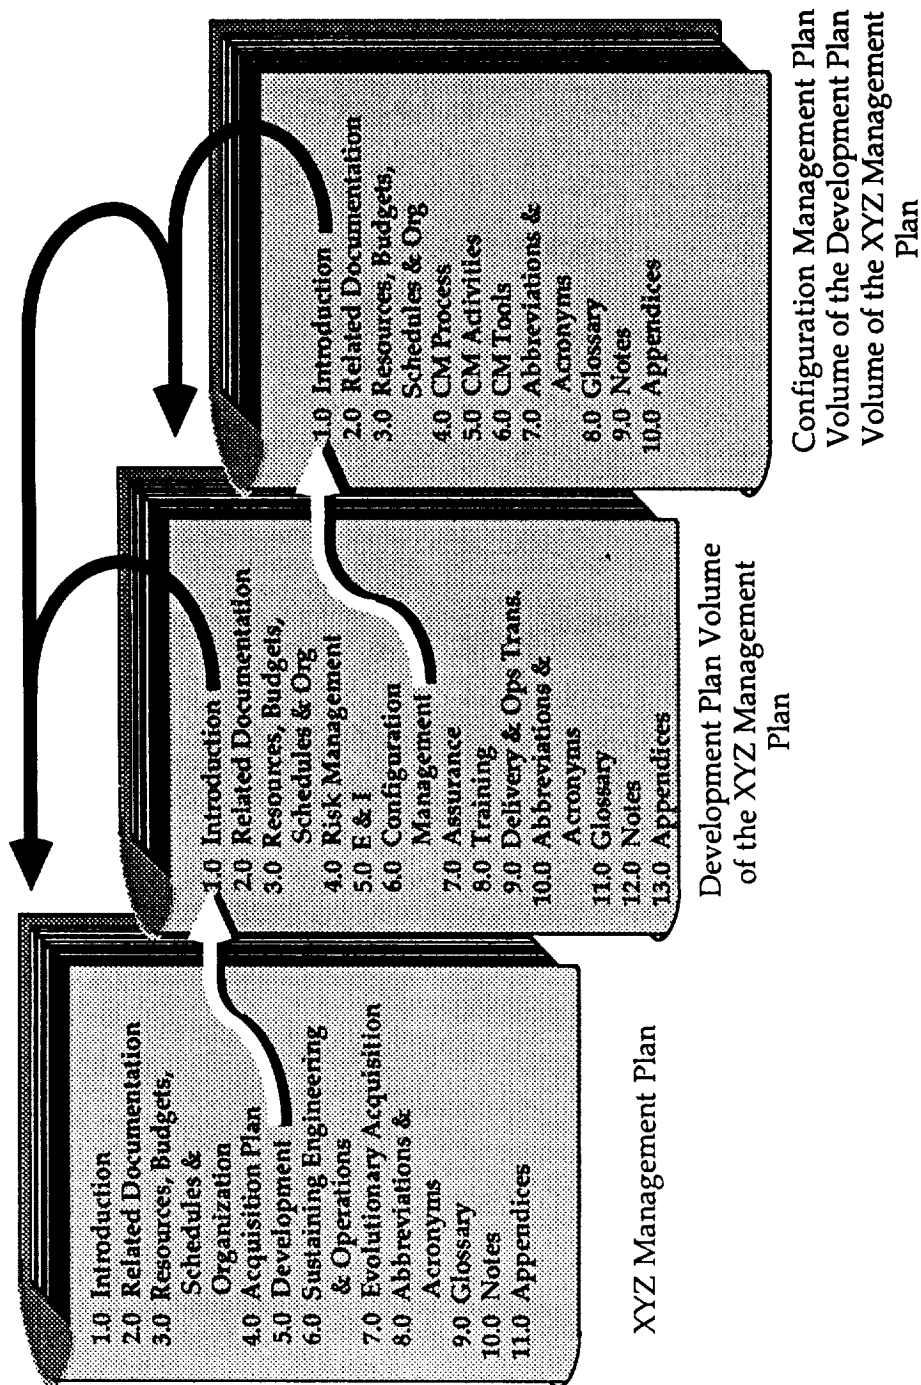 1.0 Introduction
2.0 Related Documentation
3.0 Resources, Budgets,
Schedules &
Organization
4.0 Acquisition Plan
5.0 Development
6.0 Sustaining Engineering
& Operations
7.0 Evolutionary Acquisition
8.0 Abbreviations &
Acronyms
9.0 Glossary
10.0 Notes
11.0 Appendices
XYZ Management Plan
1.0 Introduction
2.0 Related Documentation
3.0 Resources, Budgets,
Schedules & Org
4.0 Risk Management
5.0 E & I
6.0 Configuration
Management
7.0 Assurance
8.0 Training
9.0 Delivery & Ops Trans.
10.0 Abbreviations &
Acronyms
11.0 Glossary
12.0 Notes
13.0 Appendices
Development Plan Volume
of the XYZ Management
Plan
1.0 Introduction
2.0 Related Documentation
3.0 Resources, Budgets,
Schedules & Org
4.0 CM Process
5.0 CM Activities
6.0 CM Tools
7.0 Abbreviations &
Acronyms
8.0 Glossary
9.0 Notes
10.0 Appendices
Configuration Management Plan
Volume of the Development Plan
Volume of the XYZ Management
Plan